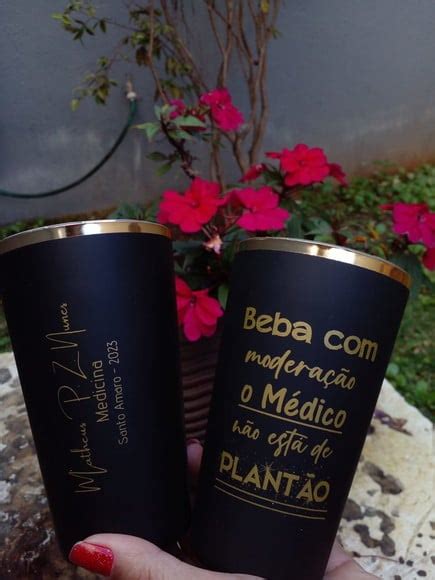 Matheus P. Z. Nunes
Medicina
Santo Amaro - 2023
Beba com
moderação
o Médico
não está de
PLANTÃO